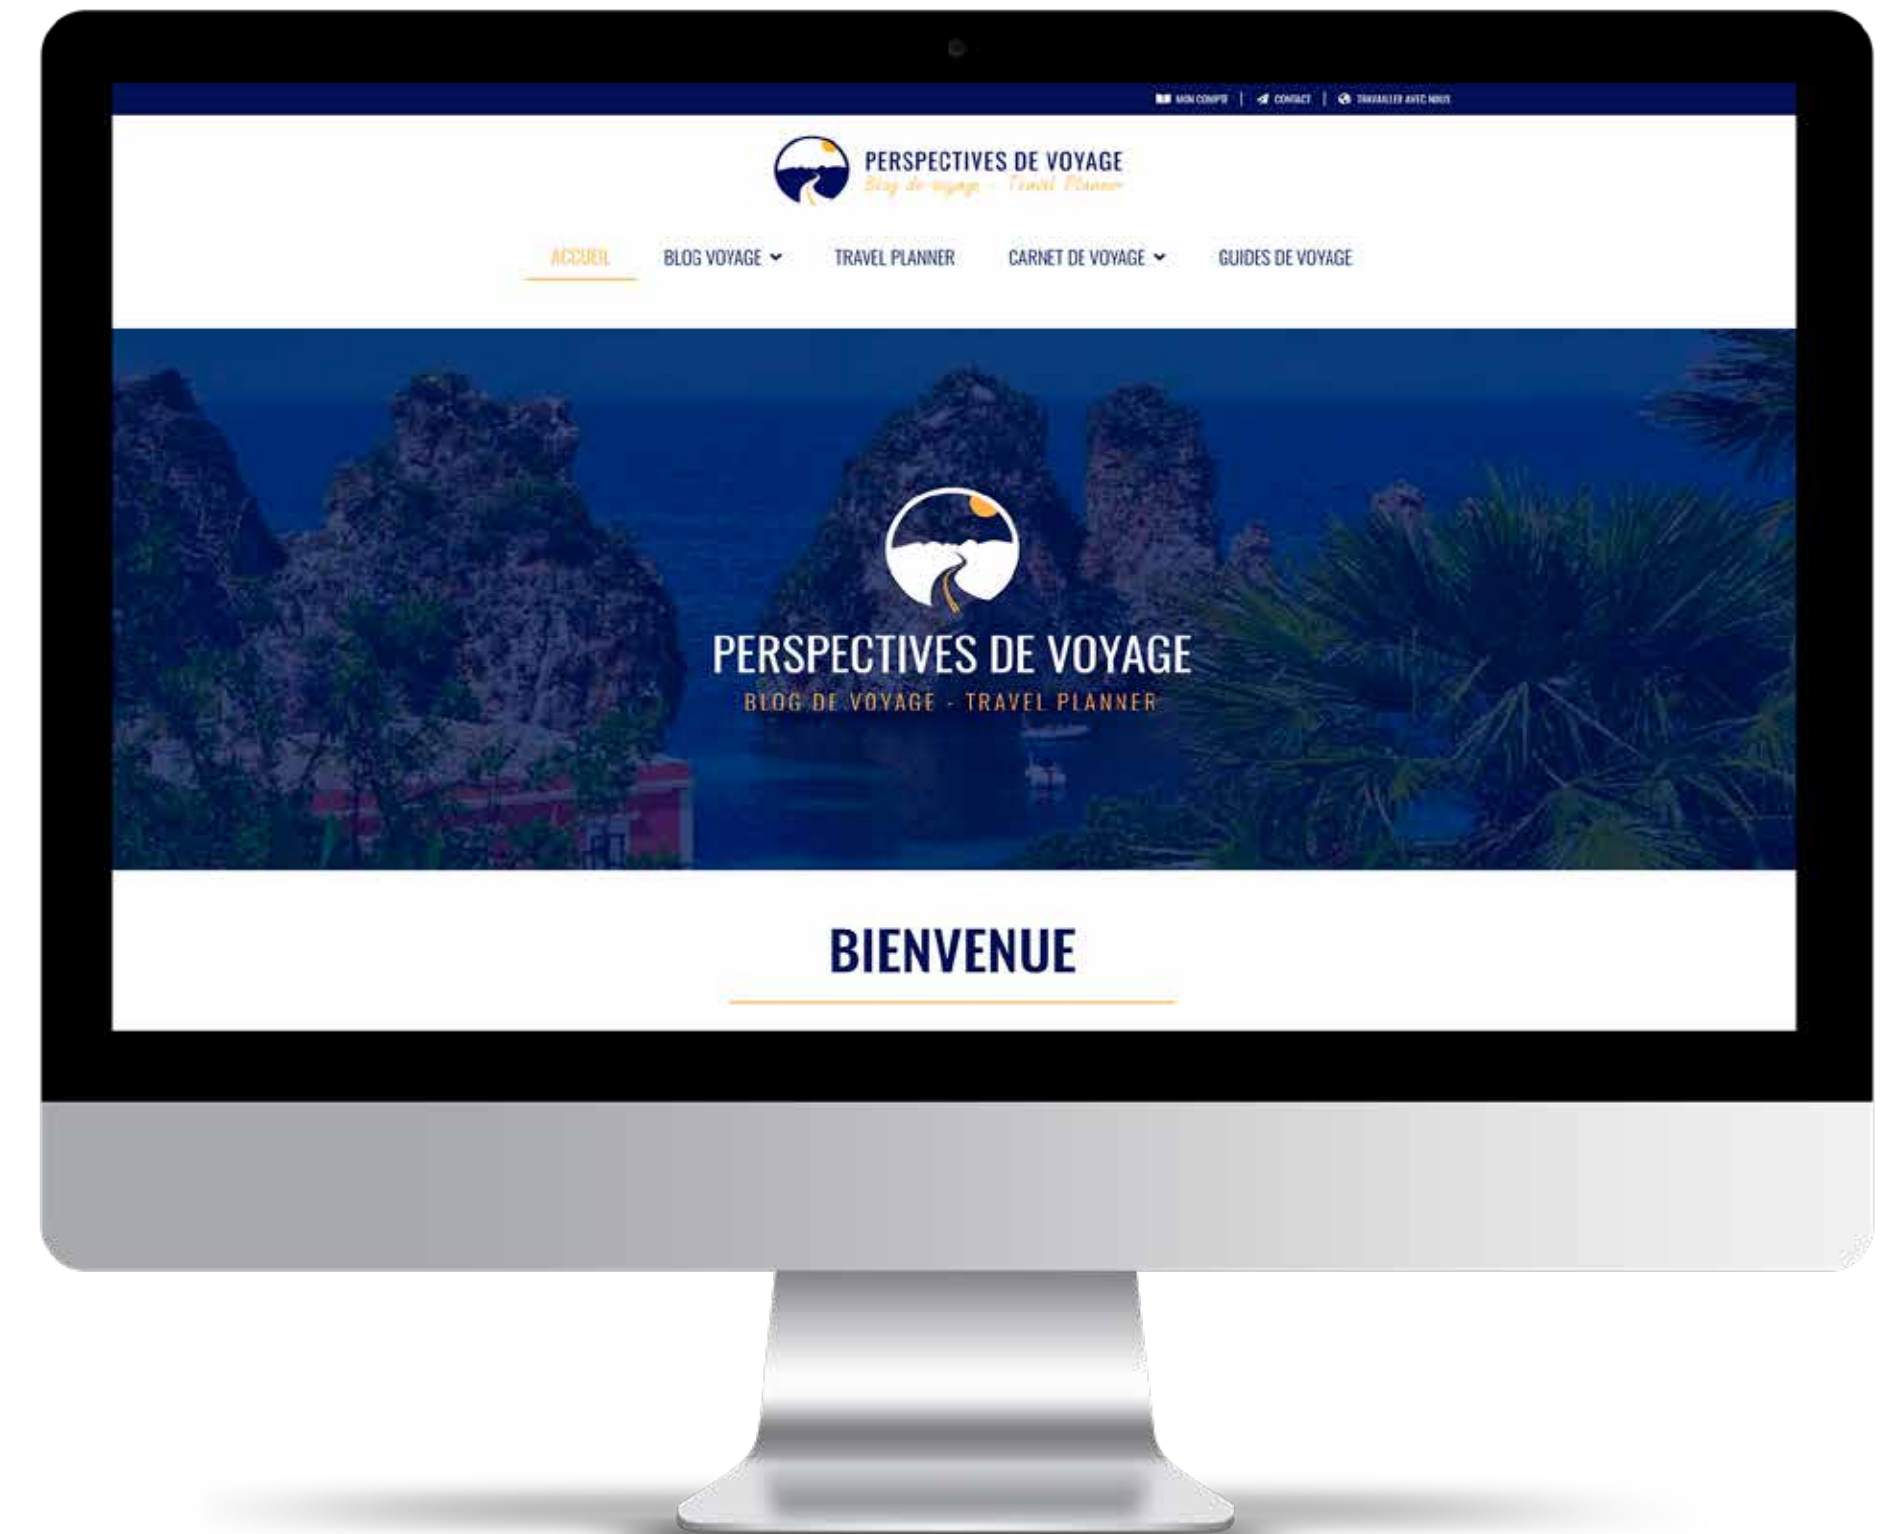 MON COMPTE | CONTACT | TRAVAILLER AVEC NOUS
PERSPECTIVES DE VOYAGE
Blog de voyage - Travel Planner
ACCUEIL BLOG VOYAGE TRAVEL PLANNER CARNET DE VOYAGE GUIDES DE VOYAGE
PERSPECTIVES DE VOYAGE
BLOG DE VOYAGE - TRAVEL PLANNER
BIENVENUE